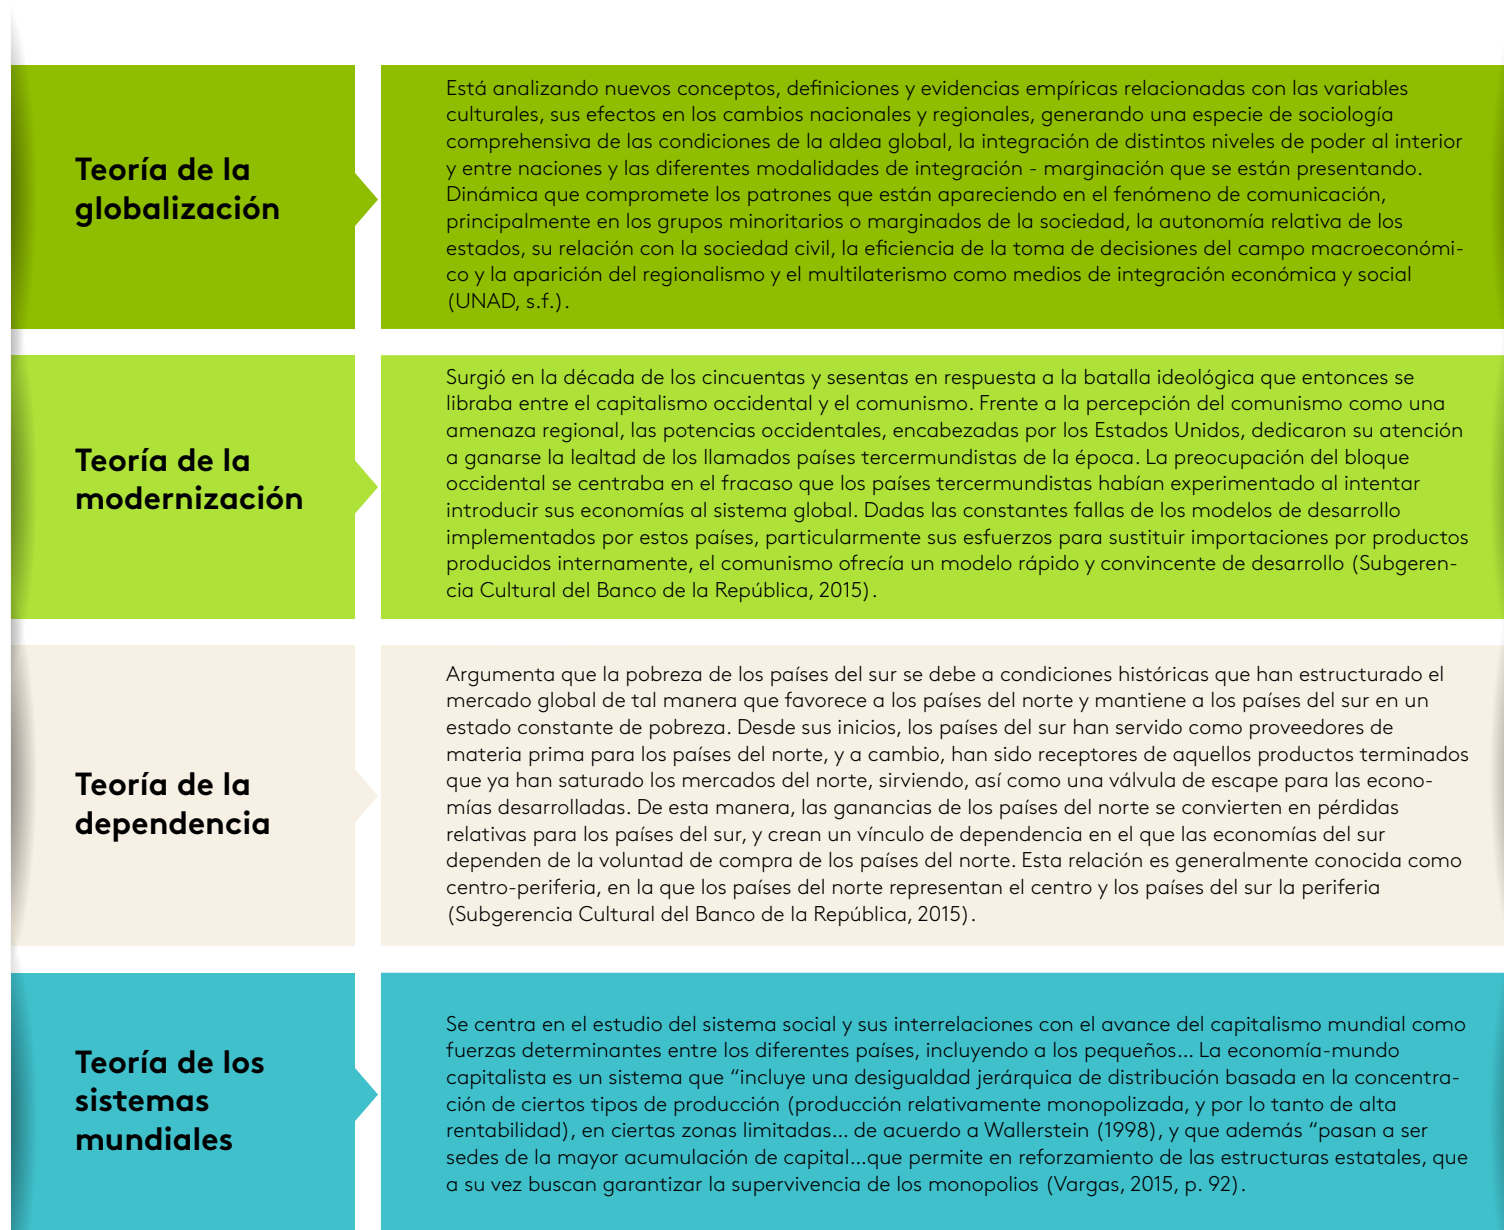 Teoría de la
globalización
Está analizando nuevos conceptos, definiciones y evidencias empíricas relacionadas con las variables
culturales, sus efectos en los cambios nacionales y regionales, generando una especie de sociología
comprehensiva de las condiciones de la aldea global, la integración de distintos niveles de poder al interior
y entre naciones y las diferentes modalidades de integración - marginación que se están presentando.
Dinámica que compromete los patrones que están apareciendo en el fenómeno de comunicación,
principalmente en los grupos minoritarios o marginados de la sociedad, la autonomía relativa de los
estados, su relación con la sociedad civil, la eficiencia de la toma de decisiones del campo macroeconómi-
co y la aparición del regionalismo y el multilaterismo como medios de integración económica y social
(UNAD, s.f.).
Teoría de la
modernización
Surgió en la década de los cincuentas y sesentas en respuesta a la batalla ideológica que entonces se
libraba entre el capitalismo occidental y el comunismo. Frente a la percepción del comunismo como una
amenaza regional, las potencias occidentales, encabezadas por los Estados Unidos, dedicaron su atención
a ganarse la lealtad de los llamados países tercermundistas de la época. La preocupación del bloque
occidental se centraba en el fracaso que los países tercermundistas habían experimentado al intentar
introducir sus economías al sistema global. Dadas las constantes fallas de los modelos de desarrollo
implementados por estos países, particularmente sus esfuerzos para sustituir importaciones por productos
producidos internamente, el comunismo ofrecía un modelo rápido y convincente de desarrollo (Subgeren-
cia Cultural del Banco de la República, 2015).
Teoría de la
dependencia
Argumenta que la pobreza de los países del sur se debe a condiciones históricas que han estructurado el
mercado global de tal manera que favorece a los países del norte y mantiene a los países del sur en un
estado constante de pobreza. Desde sus inicios, los países del sur han servido como proveedores de
materia prima para los países del norte, y a cambio, han sido receptores de aquellos productos terminados
que ya han saturado los mercados del norte, sirviendo, así como una válvula de escape para las econo-
mías desarrolladas. De esta manera, las ganancias de los países del norte se convierten en pérdidas
relativas para los países del sur, y crean un vínculo de dependencia en el que las economías del sur
dependen de la voluntad de compra de los países del norte. Esta relación es generalmente conocida como
centro-periferia, en la que los países del norte representan el centro y los países del sur la periferia
(Subgerencia Cultural del Banco de la República, 2015).
Teoría de los
sistemas
mundiales
Se centra en el estudio del sistema social y sus interrelaciones con el avance del capitalismo mundial como
fuerzas determinantes entre los diferentes países, incluyendo a los pequeños... La economía-mundo
capitalista es un sistema que “incluye una desigualdad jerárquica de distribución basada en la concentra-
ción de ciertos tipos de producción (producción relativamente monopolizada, y por lo tanto de alta
rentabilidad), en ciertas zonas limitadas... de acuerdo a Wallerstein (1998), y que además “pasan a ser
sedes de la mayor acumulación de capital...que permite en reforzamiento de las estructuras estatales, que
a su vez buscan garantizar la supervivencia de los monopolios (Vargas, 2015, p. 92).